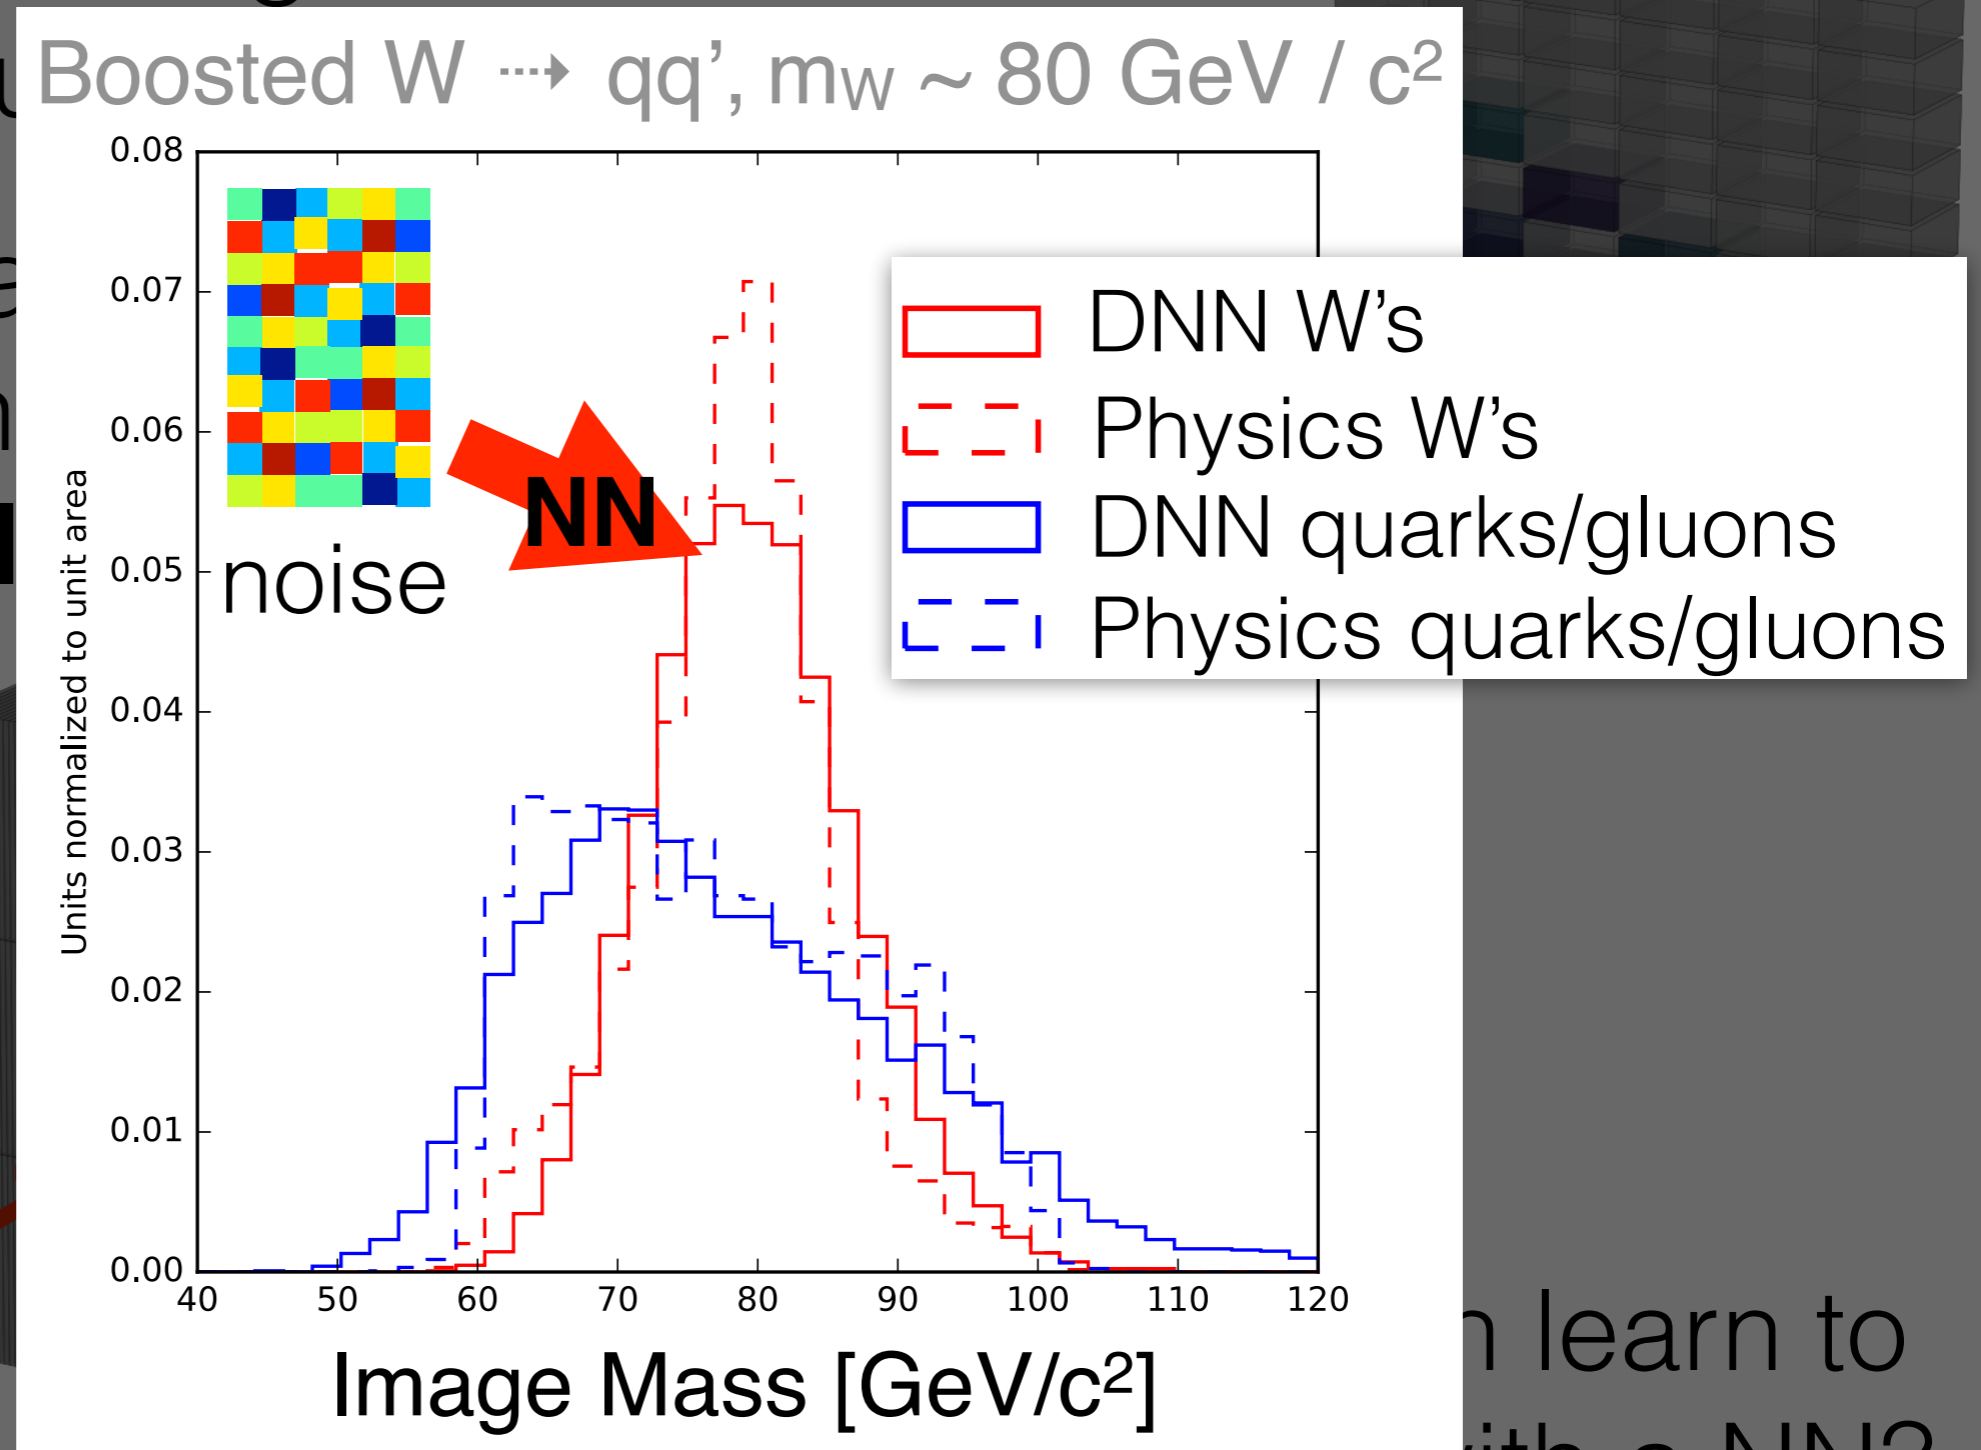 Boosted W ⇢ qq’, mW ~ 80 GeV / c²
0.08
0.07
0.06
0.05
0.04
0.03
0.02
0.01
0.00
Units normalized to unit area
noise
NN
DNN W’s
Physics W’s
DNN quarks/gluons
Physics quarks/gluons
40 50 60 70 80 90 100 110 120
Image Mass [GeV/c²]
learn to
a NN?